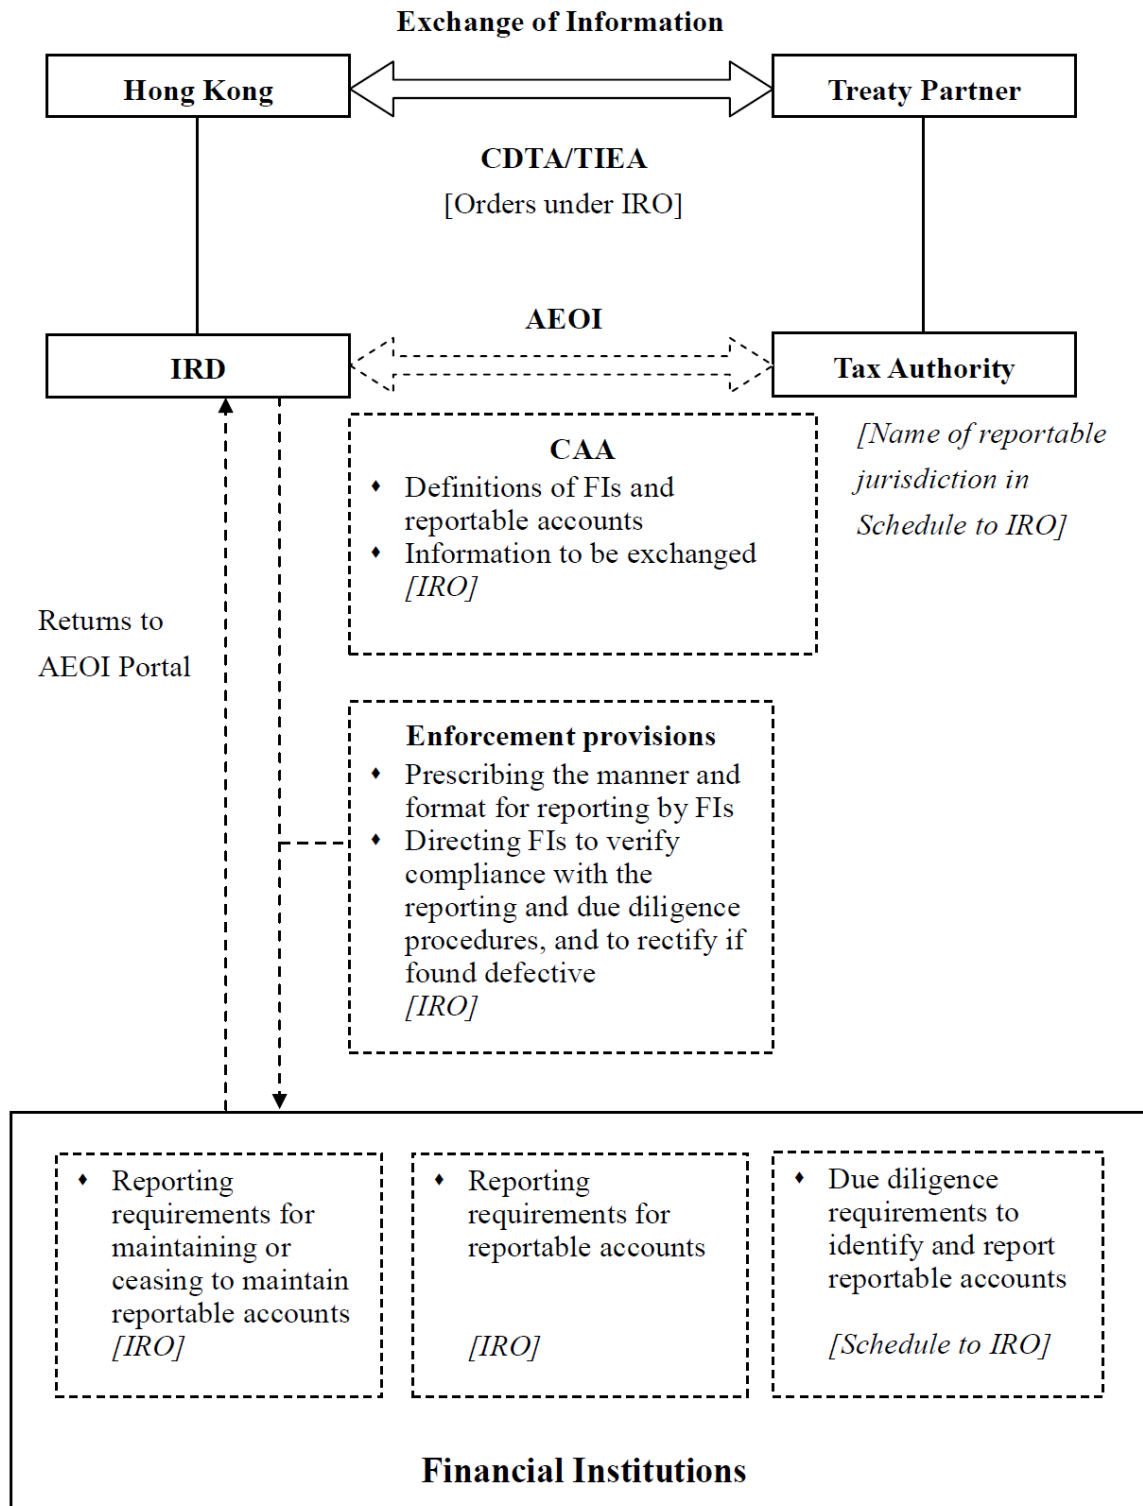 Exchange of Information
Hong Kong
Treaty Partner
CDTA/TIEA
[Orders under IRO]
AEOI
IRD
Tax Authority
[Name of reportable
jurisdiction in
Schedule to IRO]
CAA
♦ Definitions of FIs and
reportable accounts
♦ Information to be exchanged
[IRO]
Returns to
AEOI Portal
Enforcement provisions
♦ Prescribing the manner and
format for reporting by FIs
♦ Directing FIs to verify
compliance with the
reporting and due diligence
procedures, and to rectify if
found defective
[IRO]
♦ Reporting
requirements for
maintaining or
ceasing to maintain
reportable accounts
[IRO]
♦ Reporting
requirements for
reportable accounts
[IRO]
♦ Due diligence
requirements to
identify and report
reportable accounts
[Schedule to IRO]
Financial Institutions